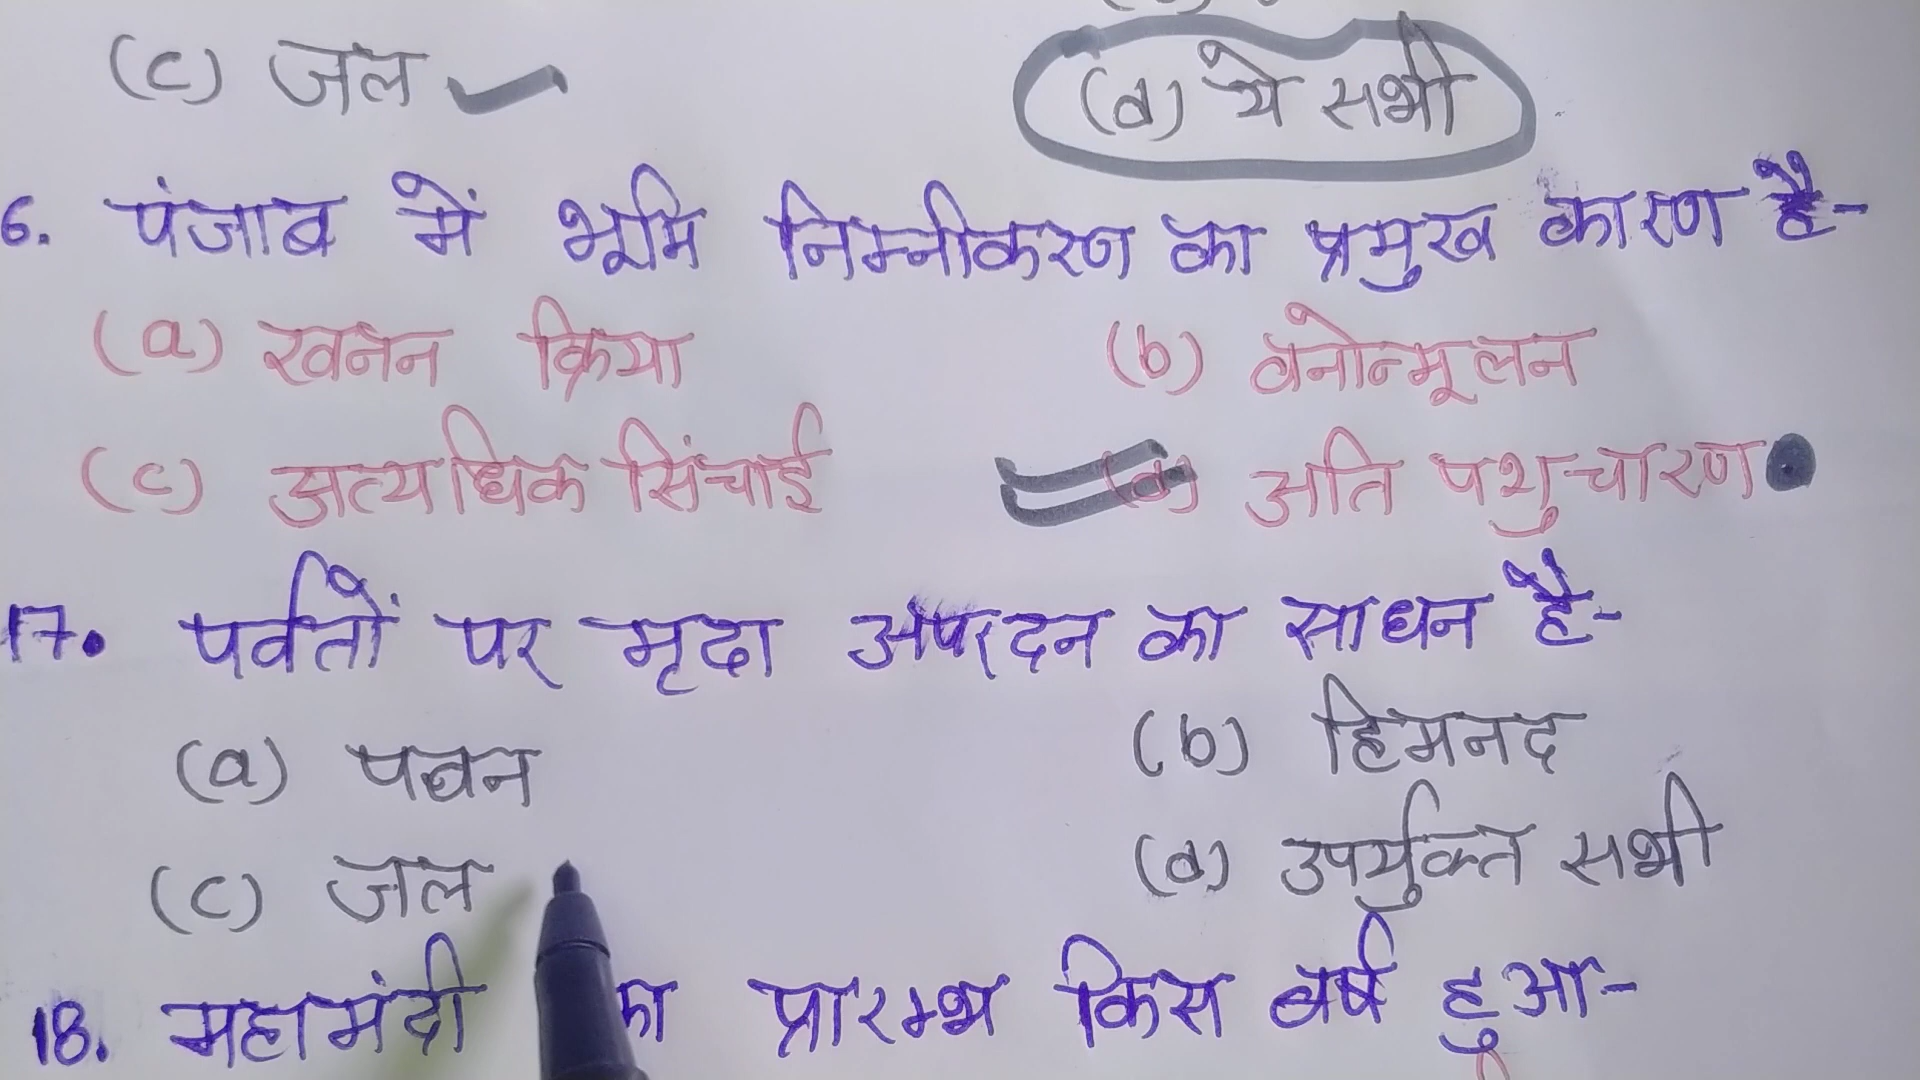 (c) जल (d) ये सभी
6. पंजाब में भूमि निम्नीकरण का प्रमुख कारण है-
(a) खनन क्रिया (b) वनोन्मूलन
(c) अत्यधिक सिंचाई (d) अति पशुचारण
17. पर्वतों पर मृदा अपरदन का साधन है-
(a) पवन (b) हिमनद
(c) जल (d) उपर्युक्त सभी
18. महामंदी का प्रारम्भ किस वर्ष हुआ-